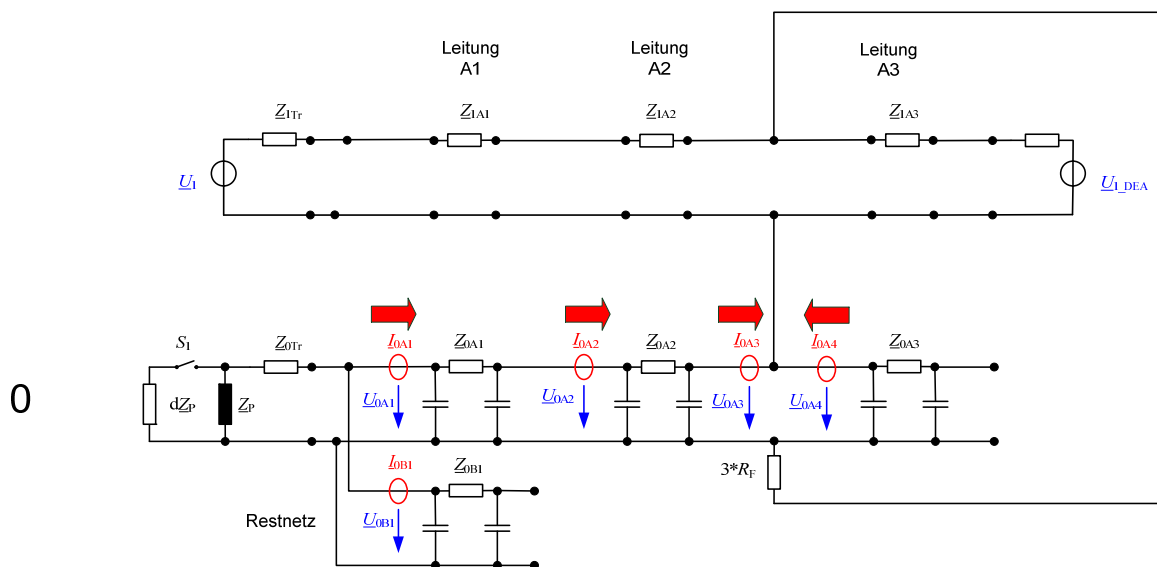 Leitung
A1
Leitung
A2
Leitung
A3
Z1Tr
Z1A1
Z1A2
Z1A3
U1
U1_DEA
S1
Z0Tr
I0A1
Z0A1
I0A2
Z0A2
I0A3
I0A4
Z0A3
0
dZP
ZP
U0A1
U0A2
U0A3
U0A4
I0B1
Z0B1
3*RF
Restnetz
U0B1